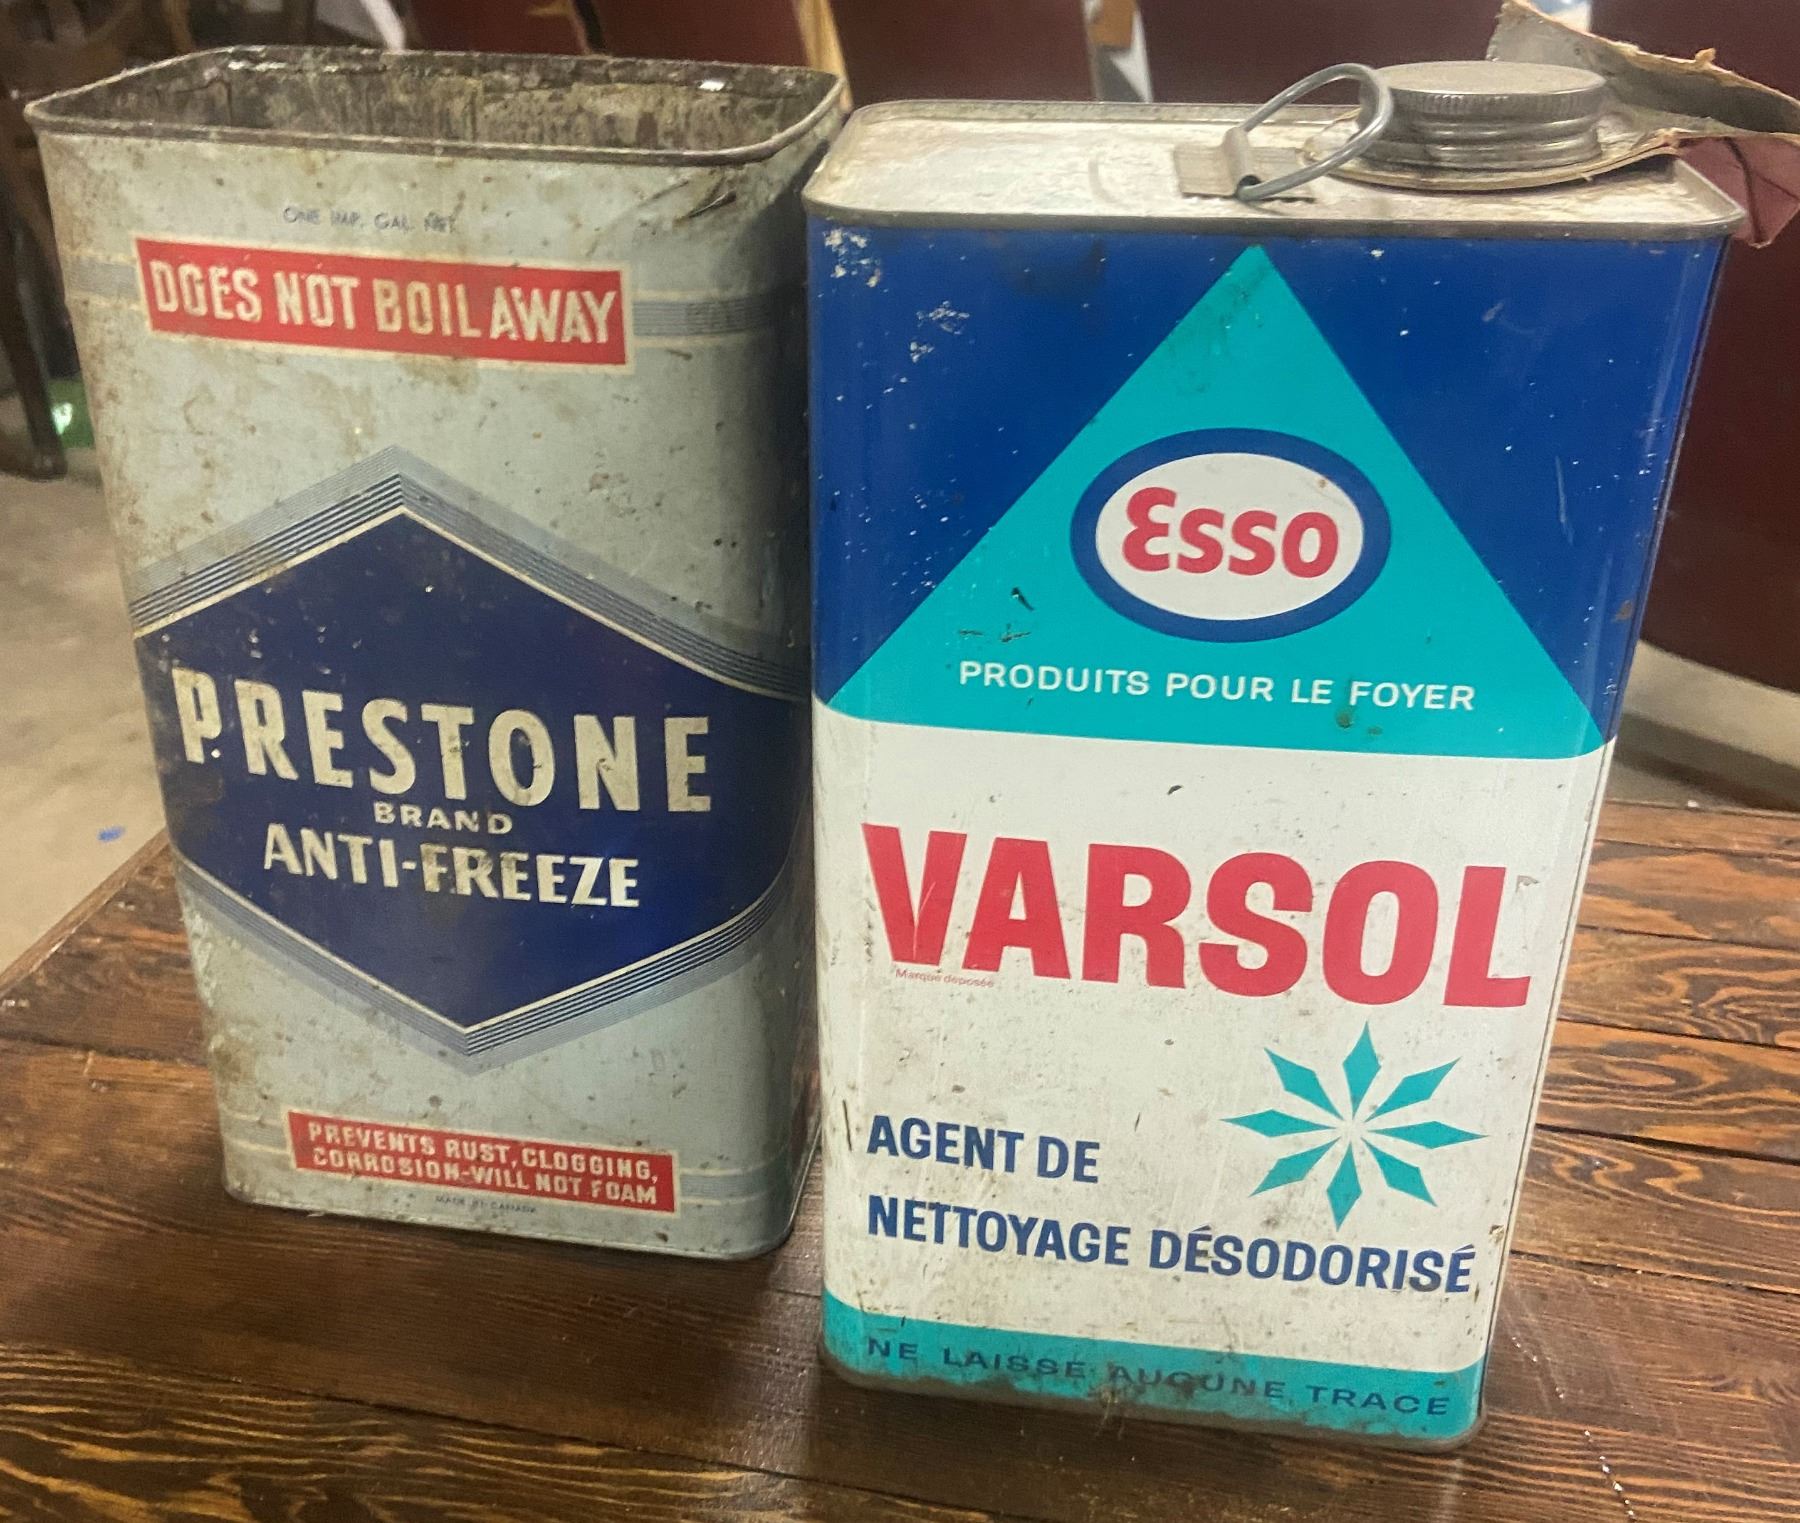 ONE IMP. GAL. NET
DOES NOT BOIL AWAY
PRESTONE
BRAND
ANTI-FREEZE
PREVENTS RUST, CLOGGING,
CORROSION-WILL NOT FOAM
MADE IN CANADA
Esso
PRODUITS POUR LE FOYER
VARSOL
Marque déposée
AGENT DE
NETTOYAGE DÉSODORISÉ
NE LAISSE AUCUNE TRACE